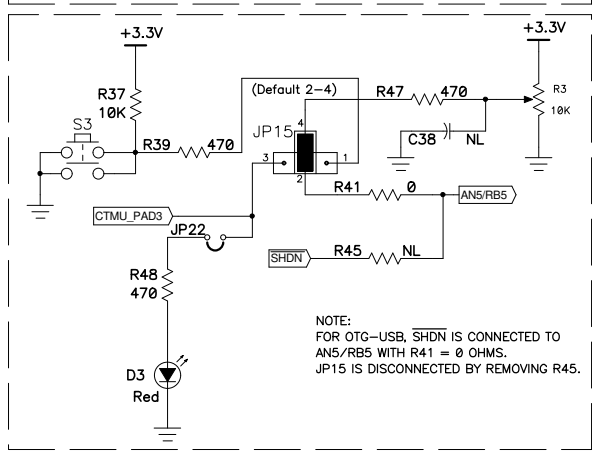 +3.3V
+3.3V
R37
10K
S3
R39 470
(Default 2-4)
JP15
4
3
1
2
R47 470
R3
10K
C38 NL
R41 0
AN5/RB5
CTMU_PAD3
JP22
SHDN
R45 NL
R48
470
D3
Red
NOTE:
FOR OTG-USB, SHDN IS CONNECTED TO
AN5/RB5 WITH R41 = 0 OHMS.
JP15 IS DISCONNECTED BY REMOVING R45.